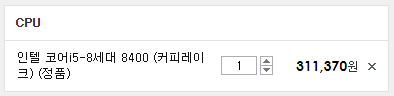 CPU
인텔 코어i5-8세대 8400 (커피레이
크) (정품)
1
311,370원 ×